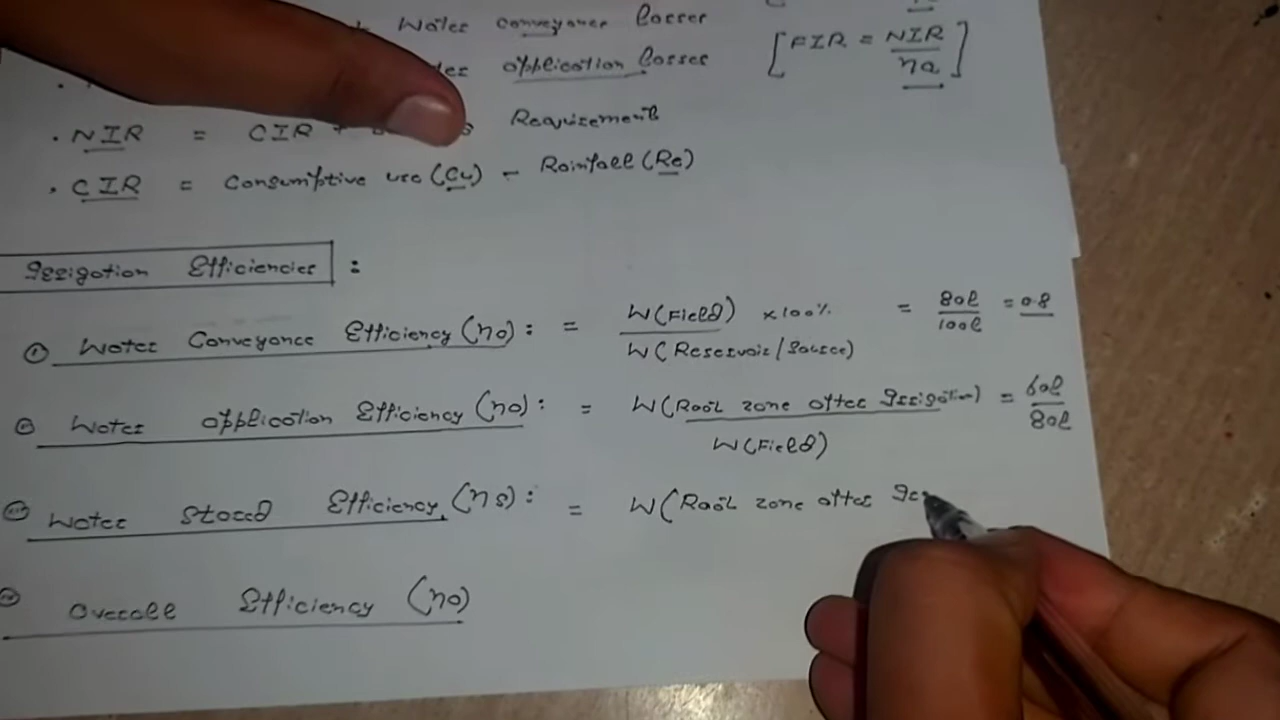 Water conveyance losses
application losses [FIR = NIR / ηa]
. NIR = CIR + Requirement
. CIR = Consumptive use (Cu) - Rainfall (Re)
Irrigation Efficiencies :
① Water Conveyance Efficiency (ηc) : = W(Field) / W(Reservoir/Source) ×100% = 80l / 100l = 0.8
② Water application Efficiency (ηa) : = W(Root zone after Irrigation) / W(Field) = 60l / 80l
③ Water Stored Efficiency (ηs) : = W(Root zone after
Overall Efficiency (ηo)